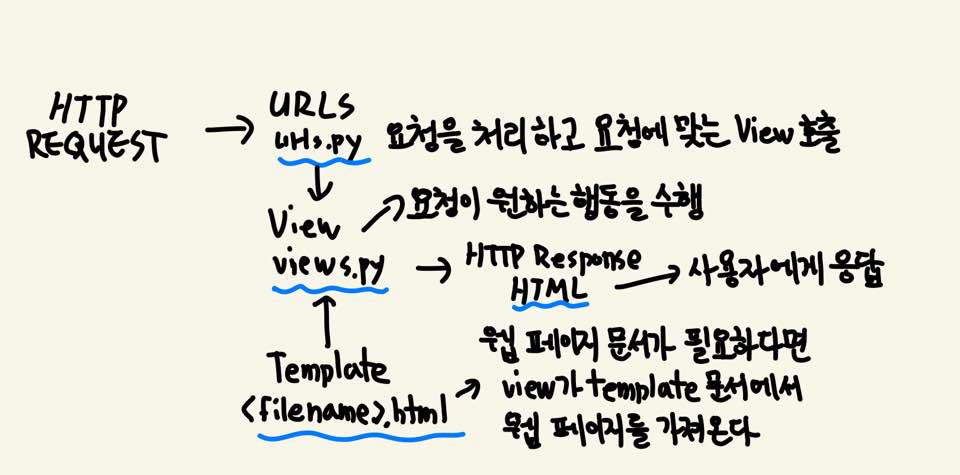 HTTP
REQUEST
URLS
urls.py 요청을 처리하고 요청에 맞는 View 호출
View 요청이 원하는 행동을 수행
views.py
HTTP Response
HTML 사용자에게 응답
Template
<filename>.html
웹 페이지 문서가 필요하다면
view가 template 문서에서
웹 페이지를 가져온다